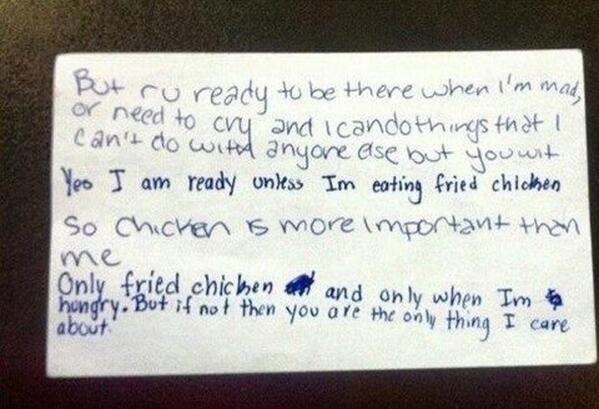 But r u ready to be there when I'm mad,
or need to cry and i can do things that I
can't do with anyone else but you wit
Yes I am ready unless Im eating fried chicken
So Chicken is more important than
me
Only fried chicken and only when Im
hungry. But if not then you are the only thing I care
about.